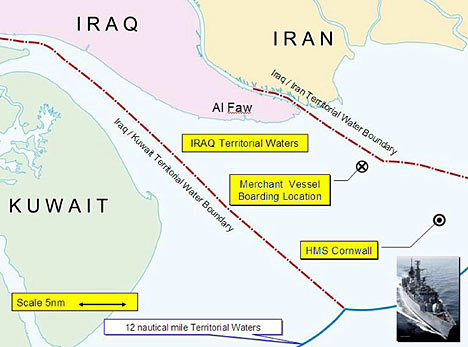 IRAQ
IRAN
Al Faw
Iraq / Iran Territorial Water Boundary
IRAQ Territorial Waters
Iraq / Kuwait Territorial Water Boundary
Merchant Vessel
Boarding Location
KUWAIT
HMS Cornwall
Scale 5nm
12 nautical mile Territorial Waters